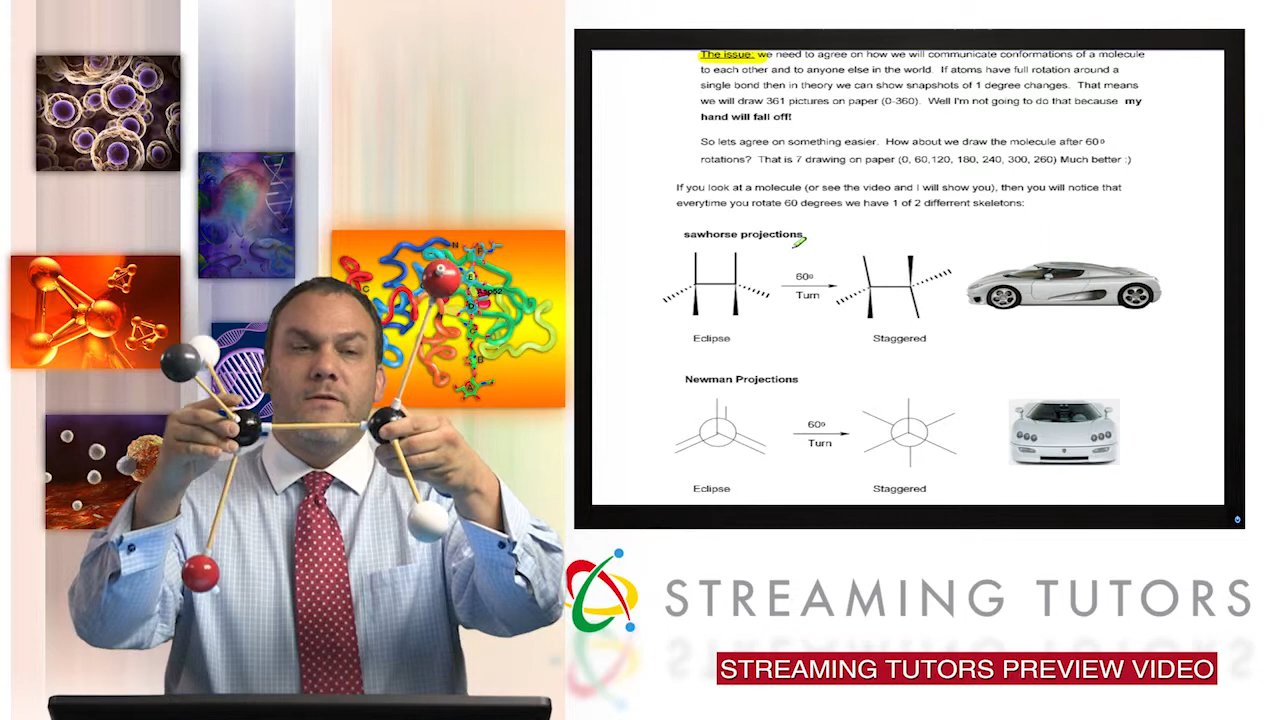 The issue: we need to agree on how we will communicate conformations of a molecule
to each other and to anyone else in the world. If atoms have full rotation around a
single bond then in theory we can show snapshots of 1 degree changes. That means
we will draw 361 pictures on paper (0-360). Well I'm not going to do that because my
hand will fall off!
So lets agree on something easier. How about we draw the molecule after 60º
rotations? That is 7 drawing on paper (0, 60,120, 180, 240, 300, 260) Much better :)
If you look at a molecule (or see the video and I will show you), then you will notice that
everytime you rotate 60 degrees we have 1 of 2 differrent skeletons:
sawhorse projections
60º
Turn
Eclipse
Staggered
Newman Projections
60º
Turn
Eclipse
Staggered
N
F
E
Asp52
D
C
C
B
A
STREAMING TUTORS
STREAMING TUTORS PREVIEW VIDEO